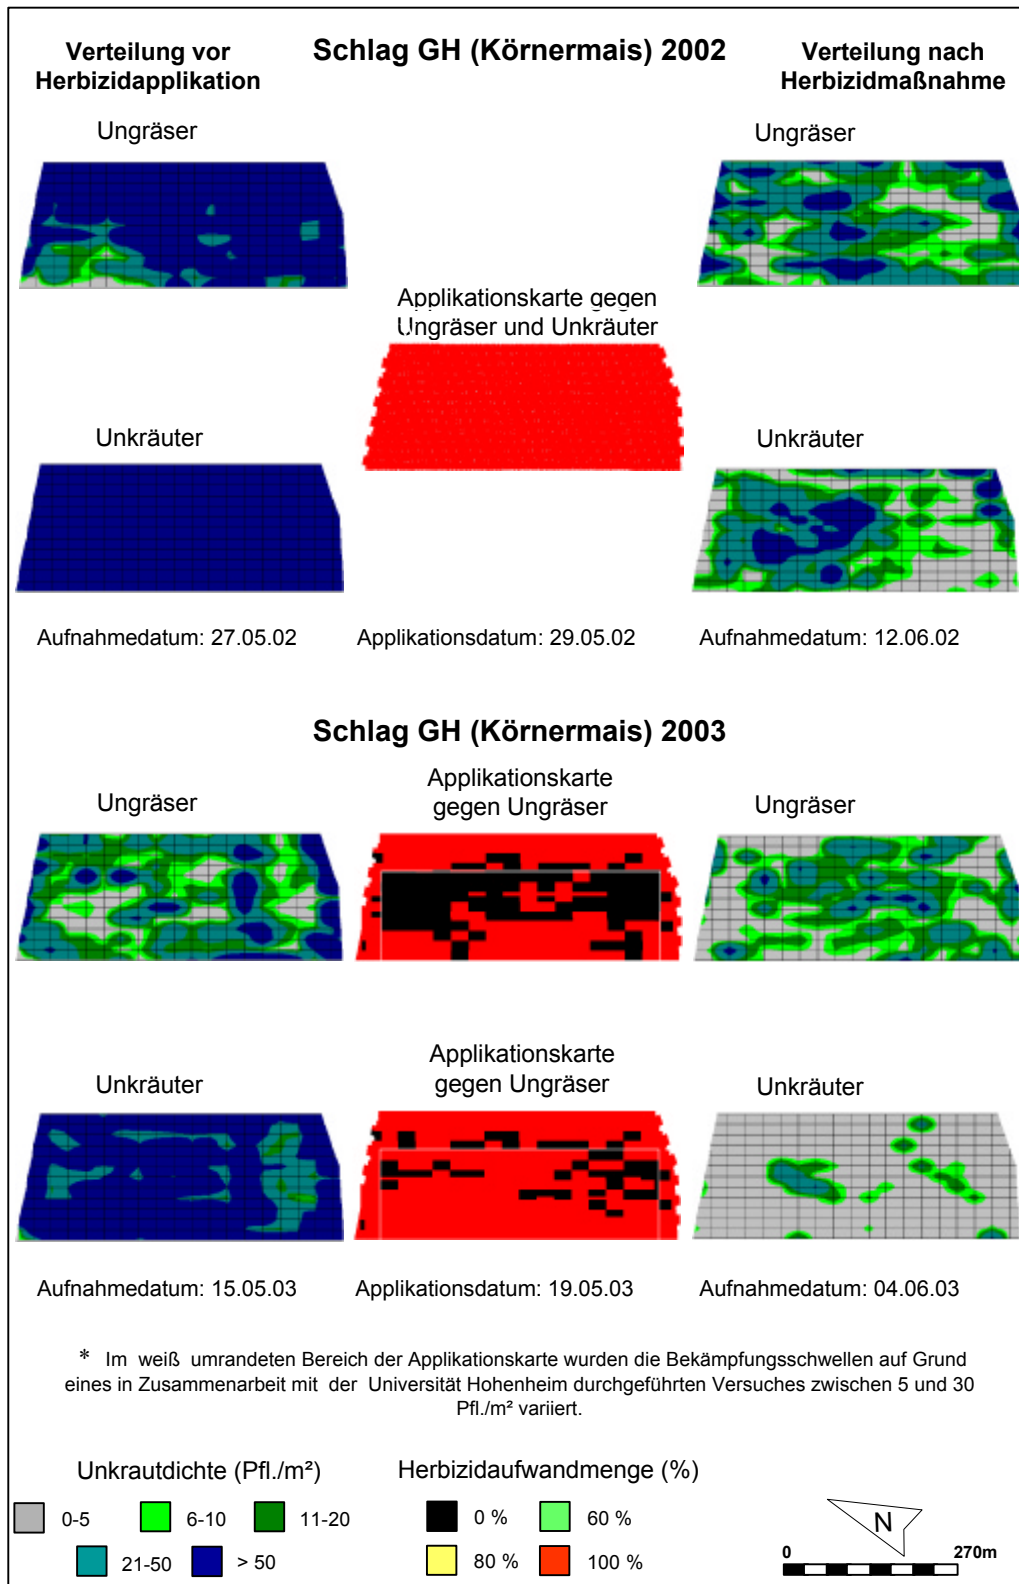 Verteilung vor
Herbizidapplikation
Schlag GH (Körnermais) 2002
Verteilung nach
Herbizidmaßnahme
Ungräser
Ungräser
Applikationskarte gegen
Ungräser und Unkräuter
Unkräuter
Unkräuter
Aufnahmedatum: 27.05.02
Applikationsdatum: 29.05.02
Aufnahmedatum: 12.06.02
Schlag GH (Körnermais) 2003
Ungräser
Applikationskarte
gegen Ungräser
Ungräser
Unkräuter
Applikationskarte
gegen Ungräser
Unkräuter
Aufnahmedatum: 15.05.03
Applikationsdatum: 19.05.03
Aufnahmedatum: 04.06.03
* Im weiß umrandeten Bereich der Applikationskarte wurden die Bekämpfungsschwellen auf Grund
eines in Zusammenarbeit mit der Universität Hohenheim durchgeführten Versuches zwischen 5 und 30
Pfl./m² variiert.
Unkrautdichte (Pfl./m²)
0-5
6-10
11-20
21-50
> 50
Herbizidaufwandmenge (%)
0 %
60 %
80 %
100 %
N
0
270m